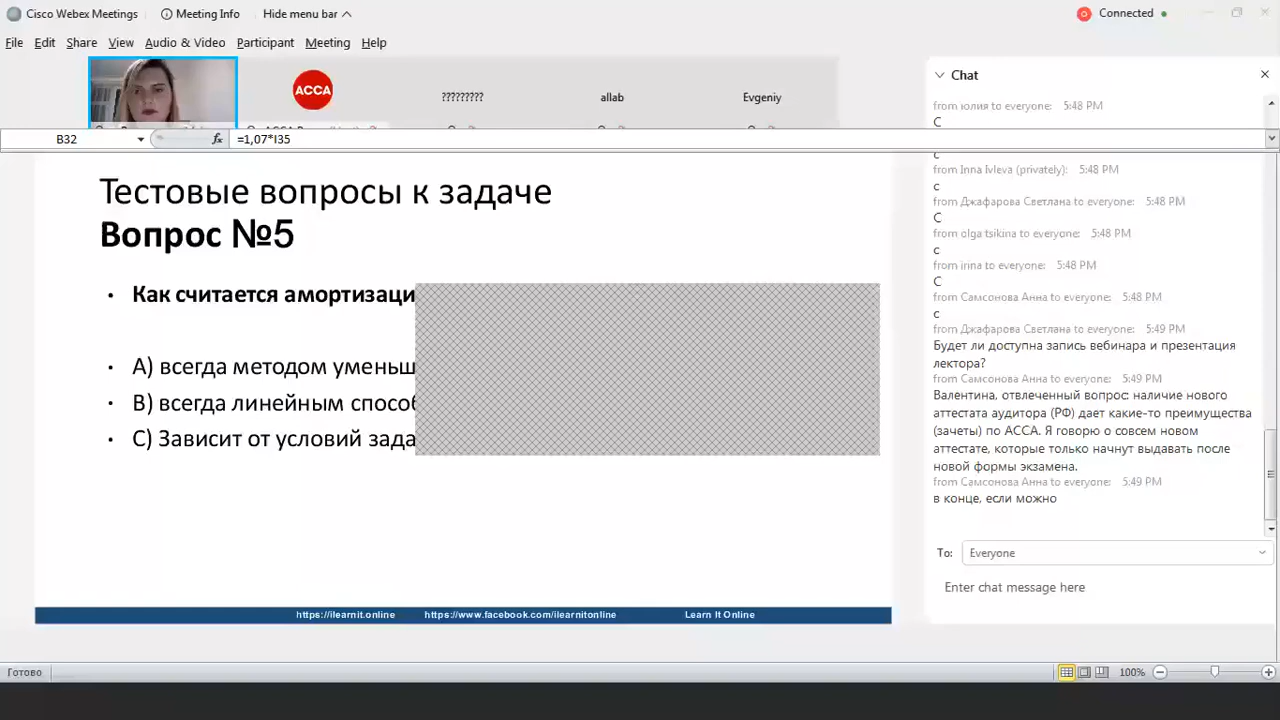 Cisco Webex Meetings
Meeting Info
Hide menu bar
Connected
File Edit Share View Audio & Video Participant Meeting Help
ACCA
?????????
allab
Evgeniy
B32
fx
=1,07*I35
Тестовые вопросы к задаче
Вопрос №5
• Как считается амортизаци
• A) всегда методом уменьш
• B) всегда линейным способ
• C) Зависит от условий зада
https://ilearnit.online
https://www.facebook.com/ilearnitonline
Learn It Online
Chat
from юлия to everyone: 5:48 PM
С
с
from Inna Ivleva (privately): 5:48 PM
с
from Джафарова Светлана to everyone: 5:48 PM
С
from olga tsikina to everyone: 5:48 PM
с
from irina to everyone: 5:48 PM
С
from Самсонова Анна to everyone: 5:48 PM
с
from Джафарова Светлана to everyone: 5:49 PM
Будет ли доступна запись вебинара и презентация
лектора?
from Самсонова Анна to everyone: 5:49 PM
Валентина, отвлеченный вопрос: наличие нового
аттестата аудитора (РФ) дает какие-то преимущества
(зачеты) по АССА. Я говорю о совсем новом
аттестате, которые только начнут выдавать после
новой формы экзамена.
from Самсонова Анна to everyone: 5:49 PM
в конце, если можно
To: Everyone
Enter chat message here
Готово
100%